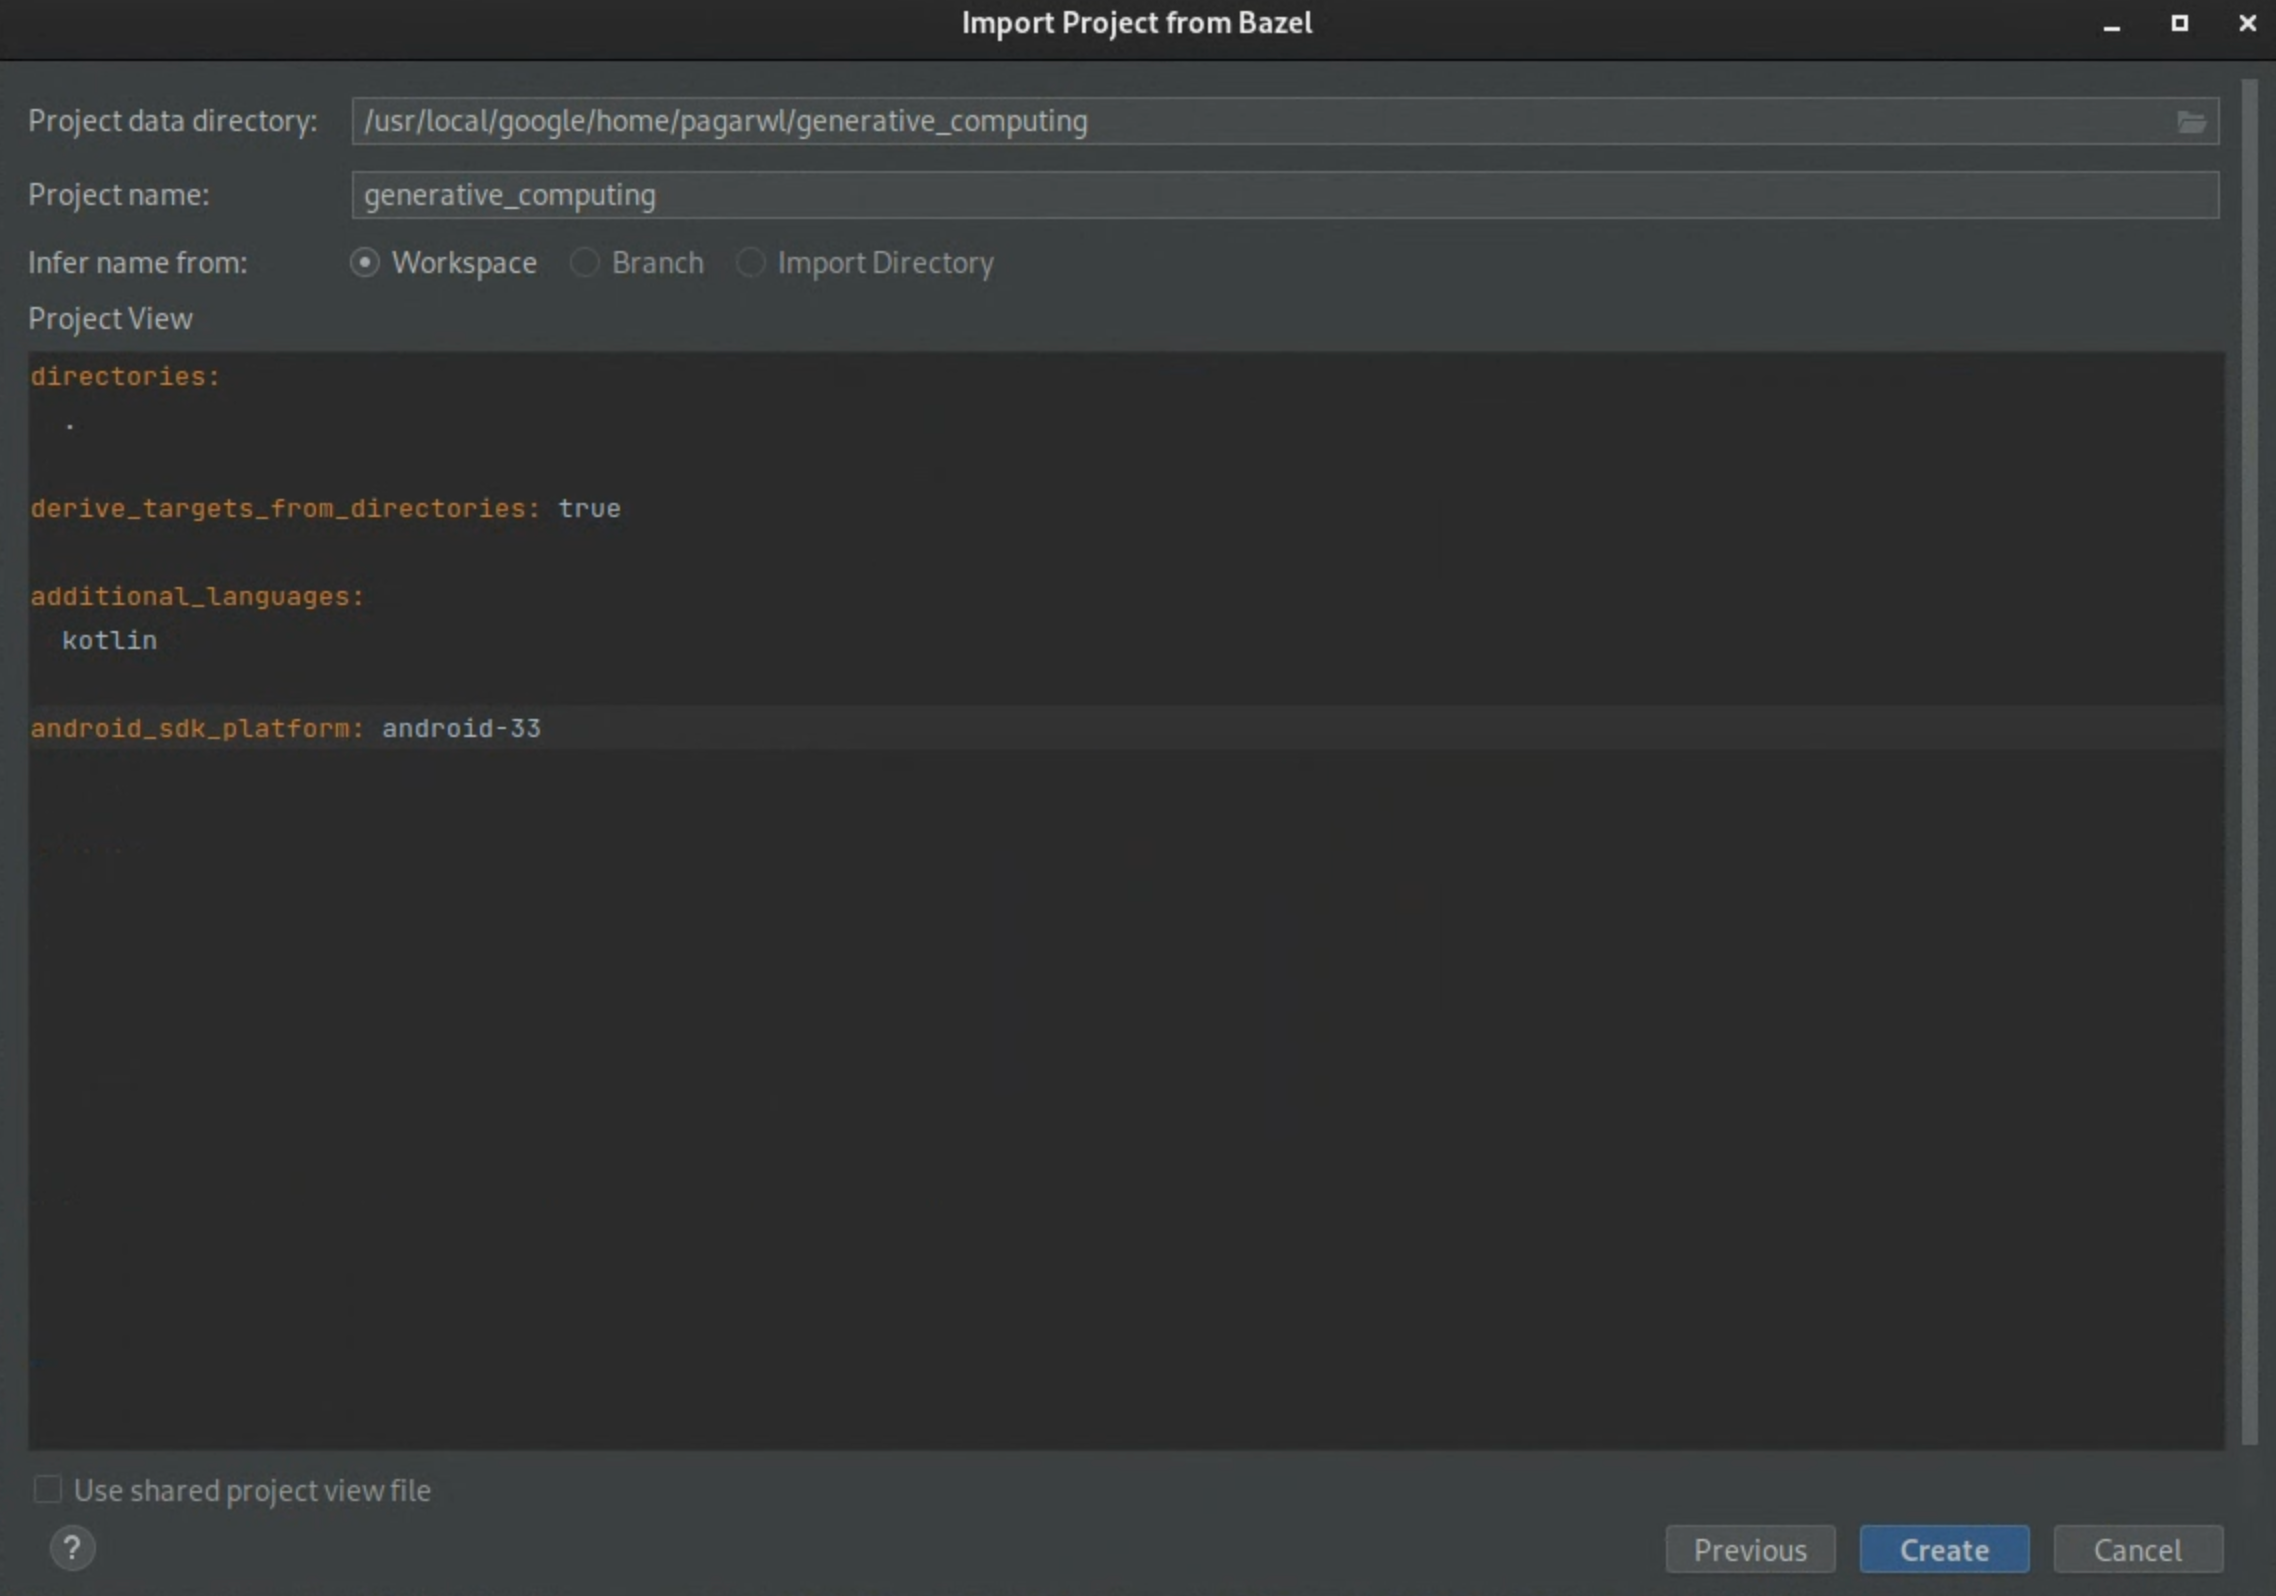 Import Project from Bazel
Project data directory: /usr/local/google/home/pagarwl/generative_computing
Project name: generative_computing
Infer name from: Workspace Branch Import Directory
Project View
directories:
.
derive_targets_from_directories: true
additional_languages:
kotlin
android_sdk_platform: android-33
Use shared project view file
? Previous Create Cancel